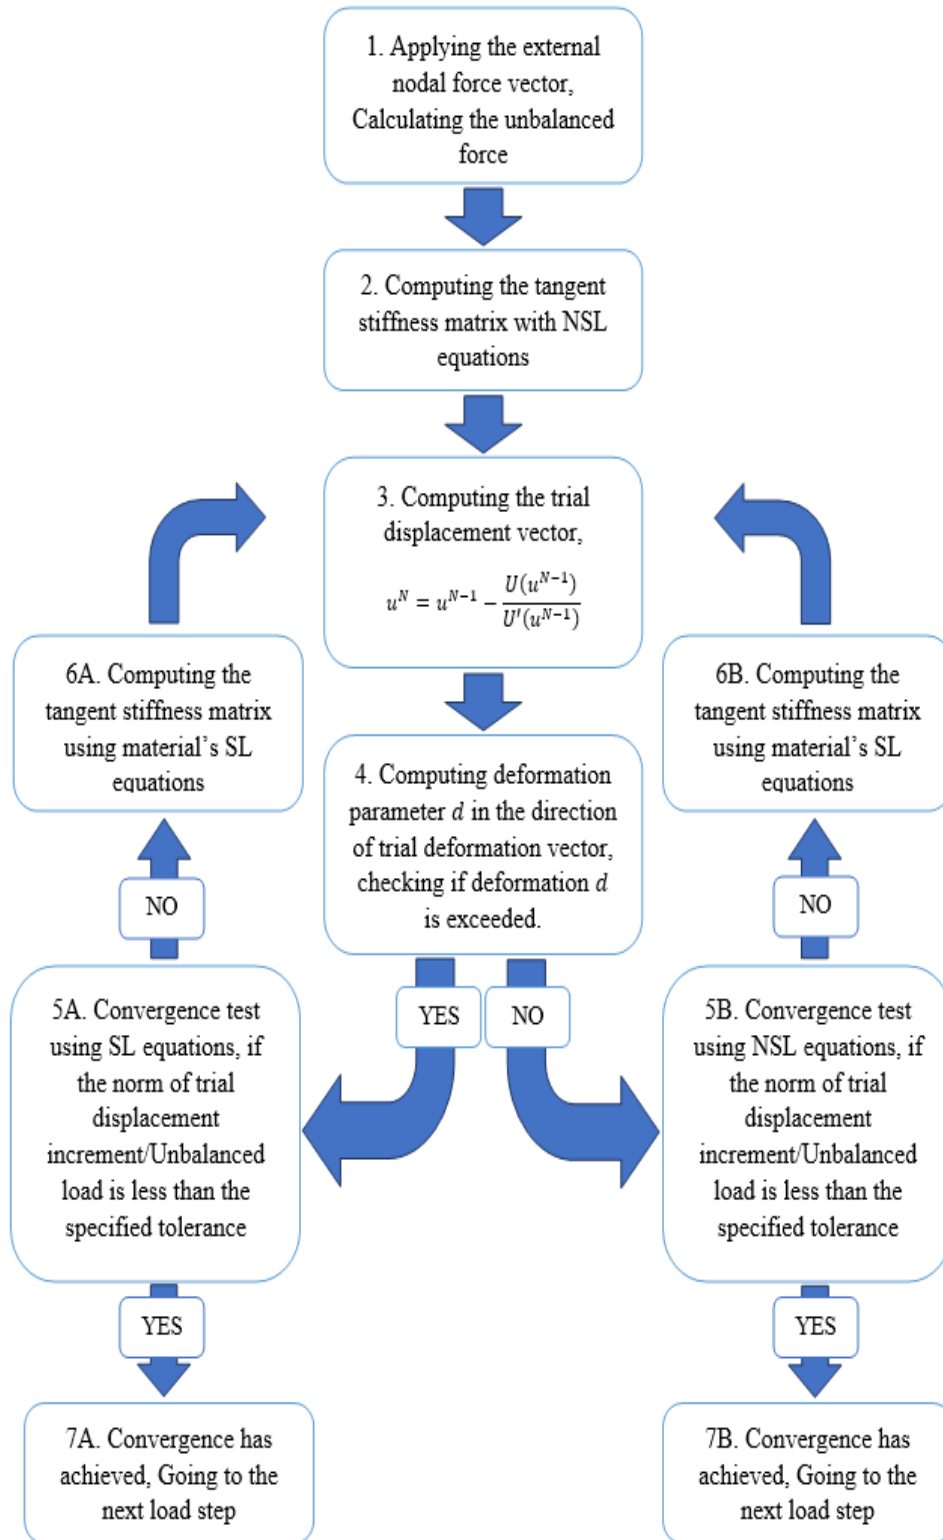 1. Applying the external
nodal force vector,
Calculating the unbalanced
force
2. Computing the tangent
stiffness matrix with NSL
equations
3. Computing the trial
displacement vector,
u^N = u^{N-1} - \frac{U(u^{N-1})}{U'(u^{N-1})}
6A. Computing the
tangent stiffness matrix
using material's SL
equations
6B. Computing the
tangent stiffness matrix
using material's SL
equations
4. Computing deformation
parameter d in the direction
of trial deformation vector,
checking if deformation d
is exceeded.
NO
NO
YES
NO
5A. Convergence test
using SL equations, if
the norm of trial
displacement
increment/Unbalanced
load is less than the
specified tolerance
5B. Convergence test
using NSL equations, if
the norm of trial
displacement
increment/Unbalanced
load is less than the
specified tolerance
YES
YES
7A. Convergence has
achieved, Going to the
next load step
7B. Convergence has
achieved, Going to the
next load step